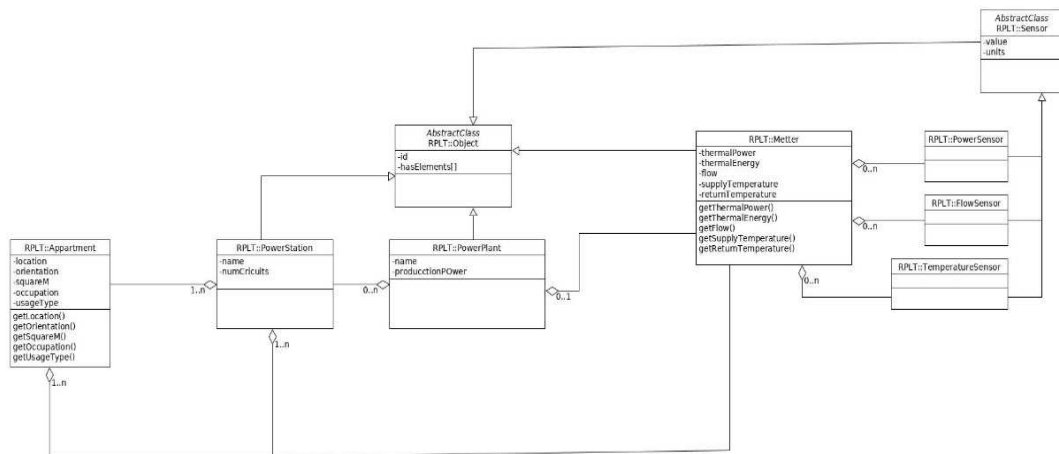 AbstractClass
RPLT::Sensor
-value
-units
AbstractClass
RPLT::Object
-id
-hasElements[]
RPLT::Metter
-thermalPower
-thermalEnergy
-flow
-supplyTemperature
-returnTemperature
getThermalPower()
getThermalEnergy()
getFlow()
getSupplyTemperature()
getReturnTemperature()
RPLT::PowerSensor
0..n
RPLT::FlowSensor
0..n
RPLT::TemperatureSensor
0..n
RPLT::Appartment
-location
-orientation
-squareM
-occupation
-usageType
getLocation()
getOrientation()
getSquareM()
getOccupation()
getUsageType()
1..n
RPLT::PowerStation
-name
-numCricuits
1..n
1..n
RPLT::PowerPlant
-name
-producctionPOwer
0..n
0..1